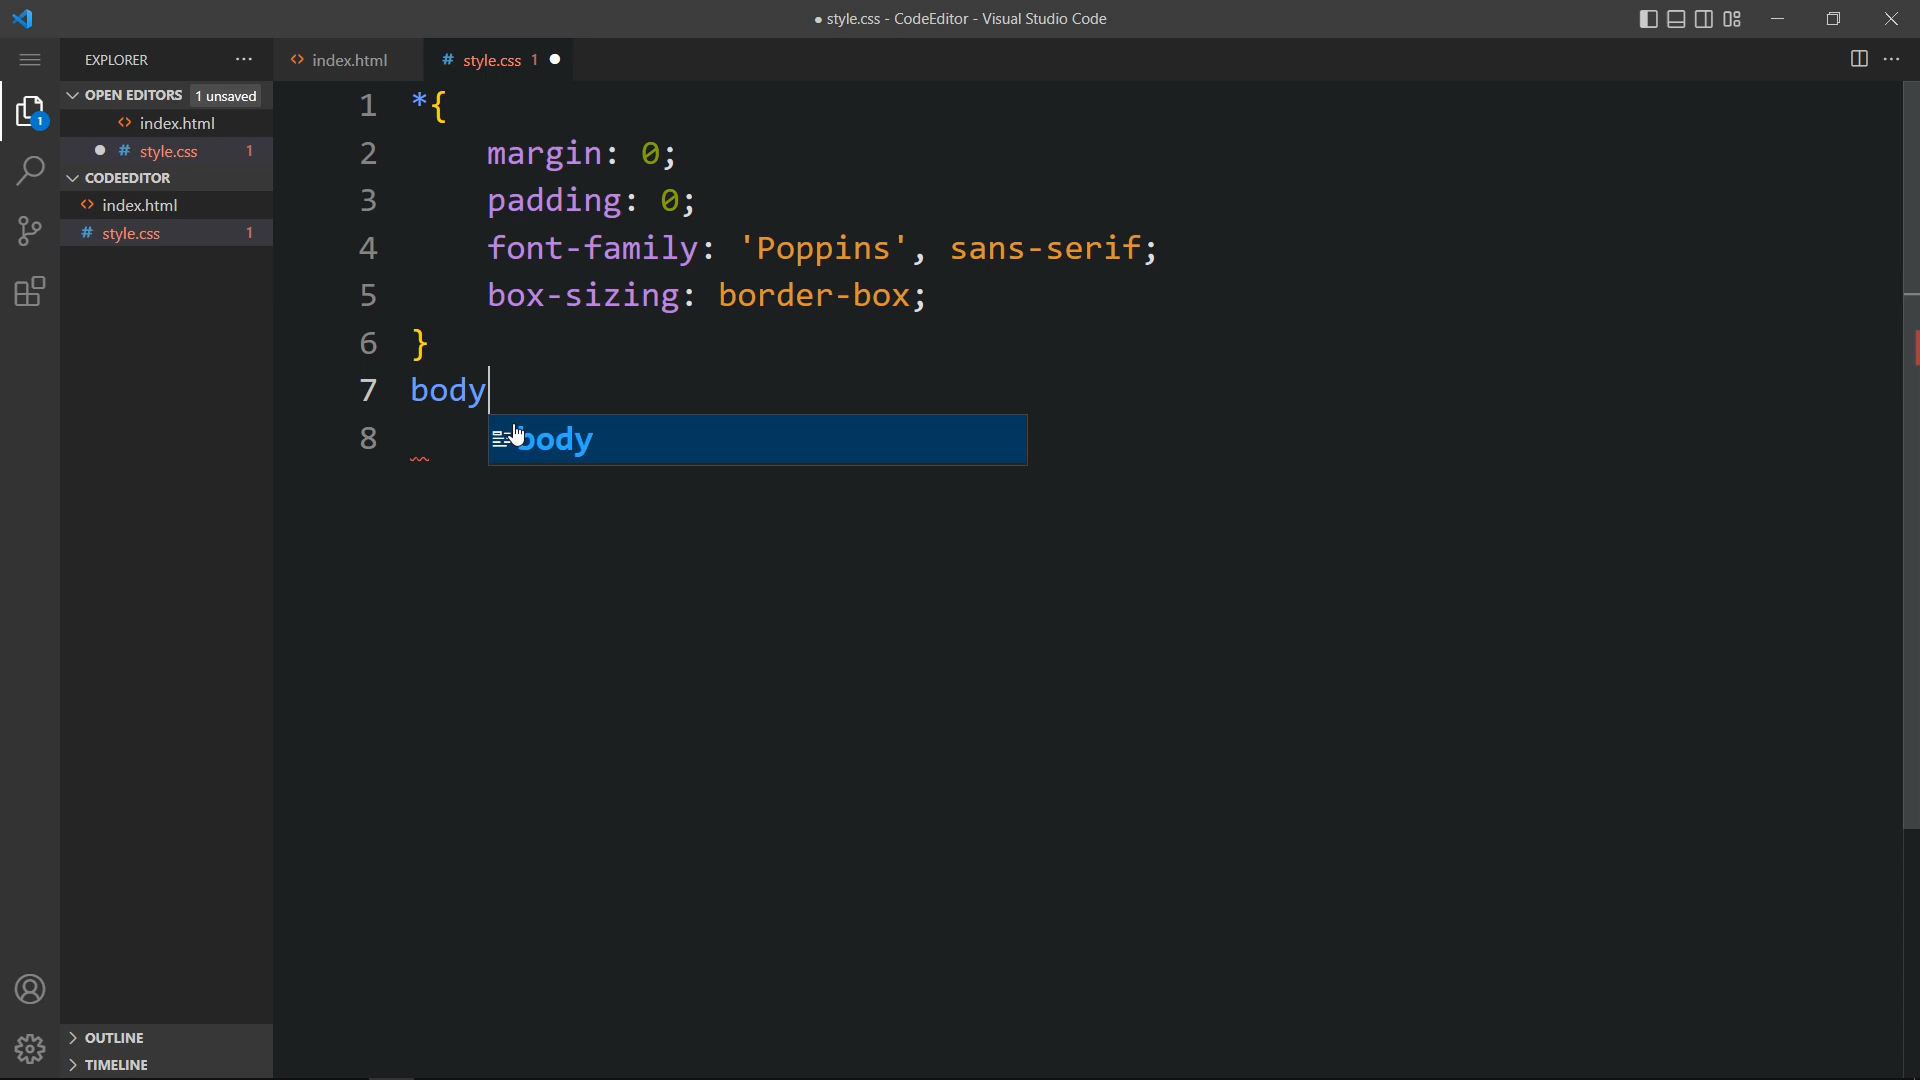 ● style.css - CodeEditor - Visual Studio Code
EXPLORER
index.html
style.css 1
OPEN EDITORS 1 unsaved
1
index.html
style.css 1
CODEEDITOR
index.html
style.css 1
1 *{
2 margin: 0;
3 padding: 0;
4 font-family: 'Poppins', sans-serif;
5 box-sizing: border-box;
6 }
7 body
8
body
OUTLINE
TIMELINE